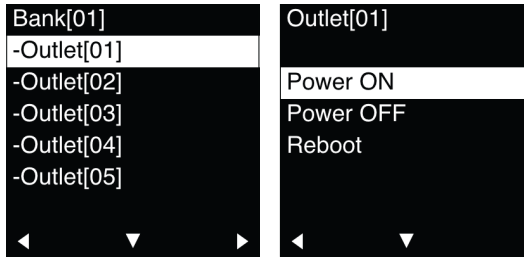 Bank[01]
-Outlet[01]
-Outlet[02]
-Outlet[03]
-Outlet[04]
-Outlet[05]
Outlet[01]
Power ON
Power OFF
Reboot